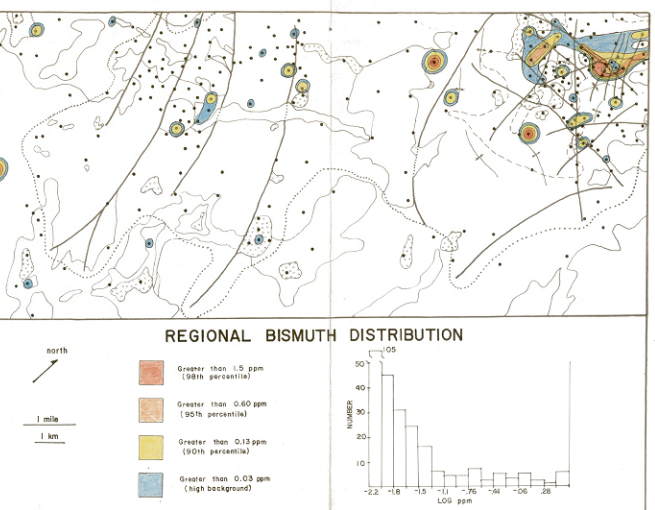 REGIONAL BISMUTH DISTRIBUTION
north
1 mile
1 km
Greater than 1.5 ppm
(98th percentile)
Greater than 0.60 ppm
(95th percentile)
Greater than 0.13 ppm
(90th percentile)
Greater than 0.03 ppm
(high background)
105
50
40
30
20
10
NUMBER
-2.2 -1.8 -1.5 -1.1 -.76 -.41 -.06 .28
LOG ppm